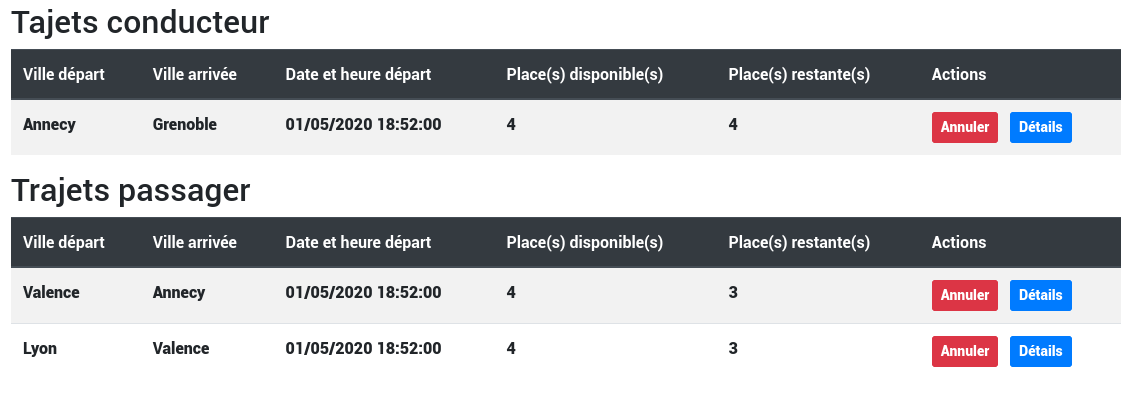 Tajets conducteur
Ville départ Ville arrivée Date et heure départ Place(s) disponible(s) Place(s) restante(s) Actions
Annecy Grenoble 01/05/2020 18:52:00 4 4 Annuler Détails
Trajets passager
Ville départ Ville arrivée Date et heure départ Place(s) disponible(s) Place(s) restante(s) Actions
Valence Annecy 01/05/2020 18:52:00 4 3 Annuler Détails
Lyon Valence 01/05/2020 18:52:00 4 3 Annuler Détails